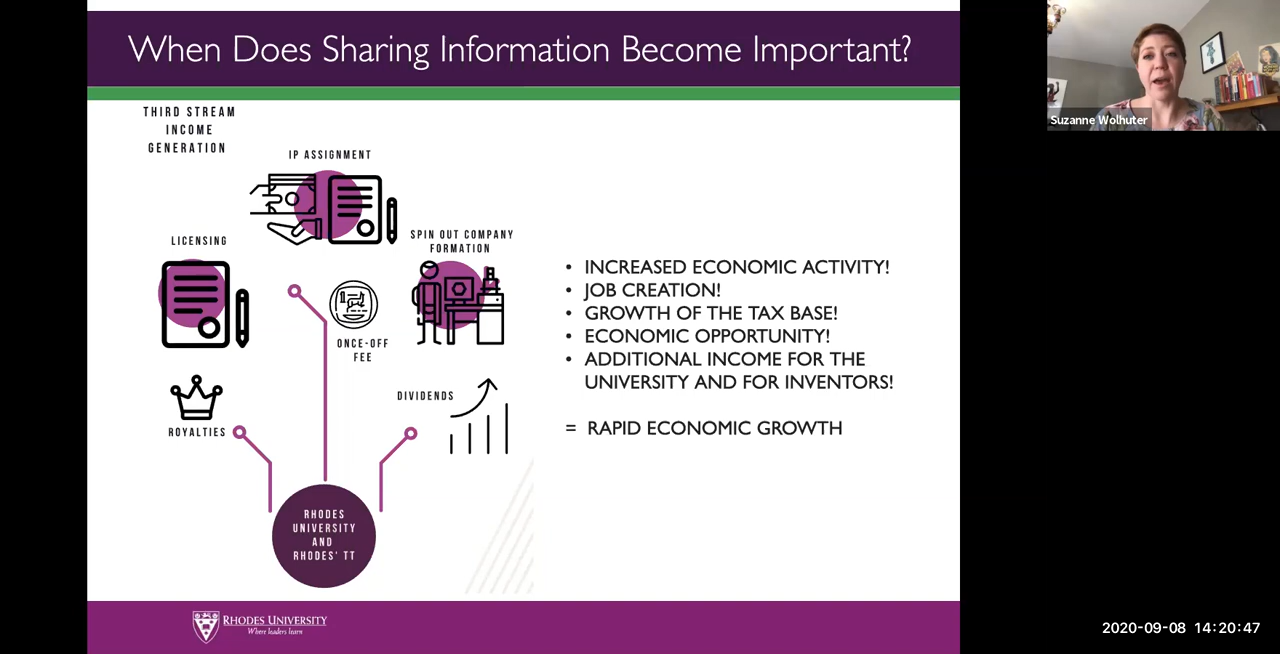 When Does Sharing Information Become Important?
THIRD STREAM
INCOME
GENERATION
IP ASSIGNMENT
LICENSING
SPIN OUT COMPANY
FORMATION
ONCE-OFF
FEE
ROYALTIES
DIVIDENDS
RHODES
UNIVERSITY
AND
RHODES' TT
• INCREASED ECONOMIC ACTIVITY!
• JOB CREATION!
• GROWTH OF THE TAX BASE!
• ECONOMIC OPPORTUNITY!
• ADDITIONAL INCOME FOR THE
UNIVERSITY AND FOR INVENTORS!
= RAPID ECONOMIC GROWTH
RHODES UNIVERSITY
Where leaders learn
Suzanne Wolhuter
2020-09-08 14:20:47